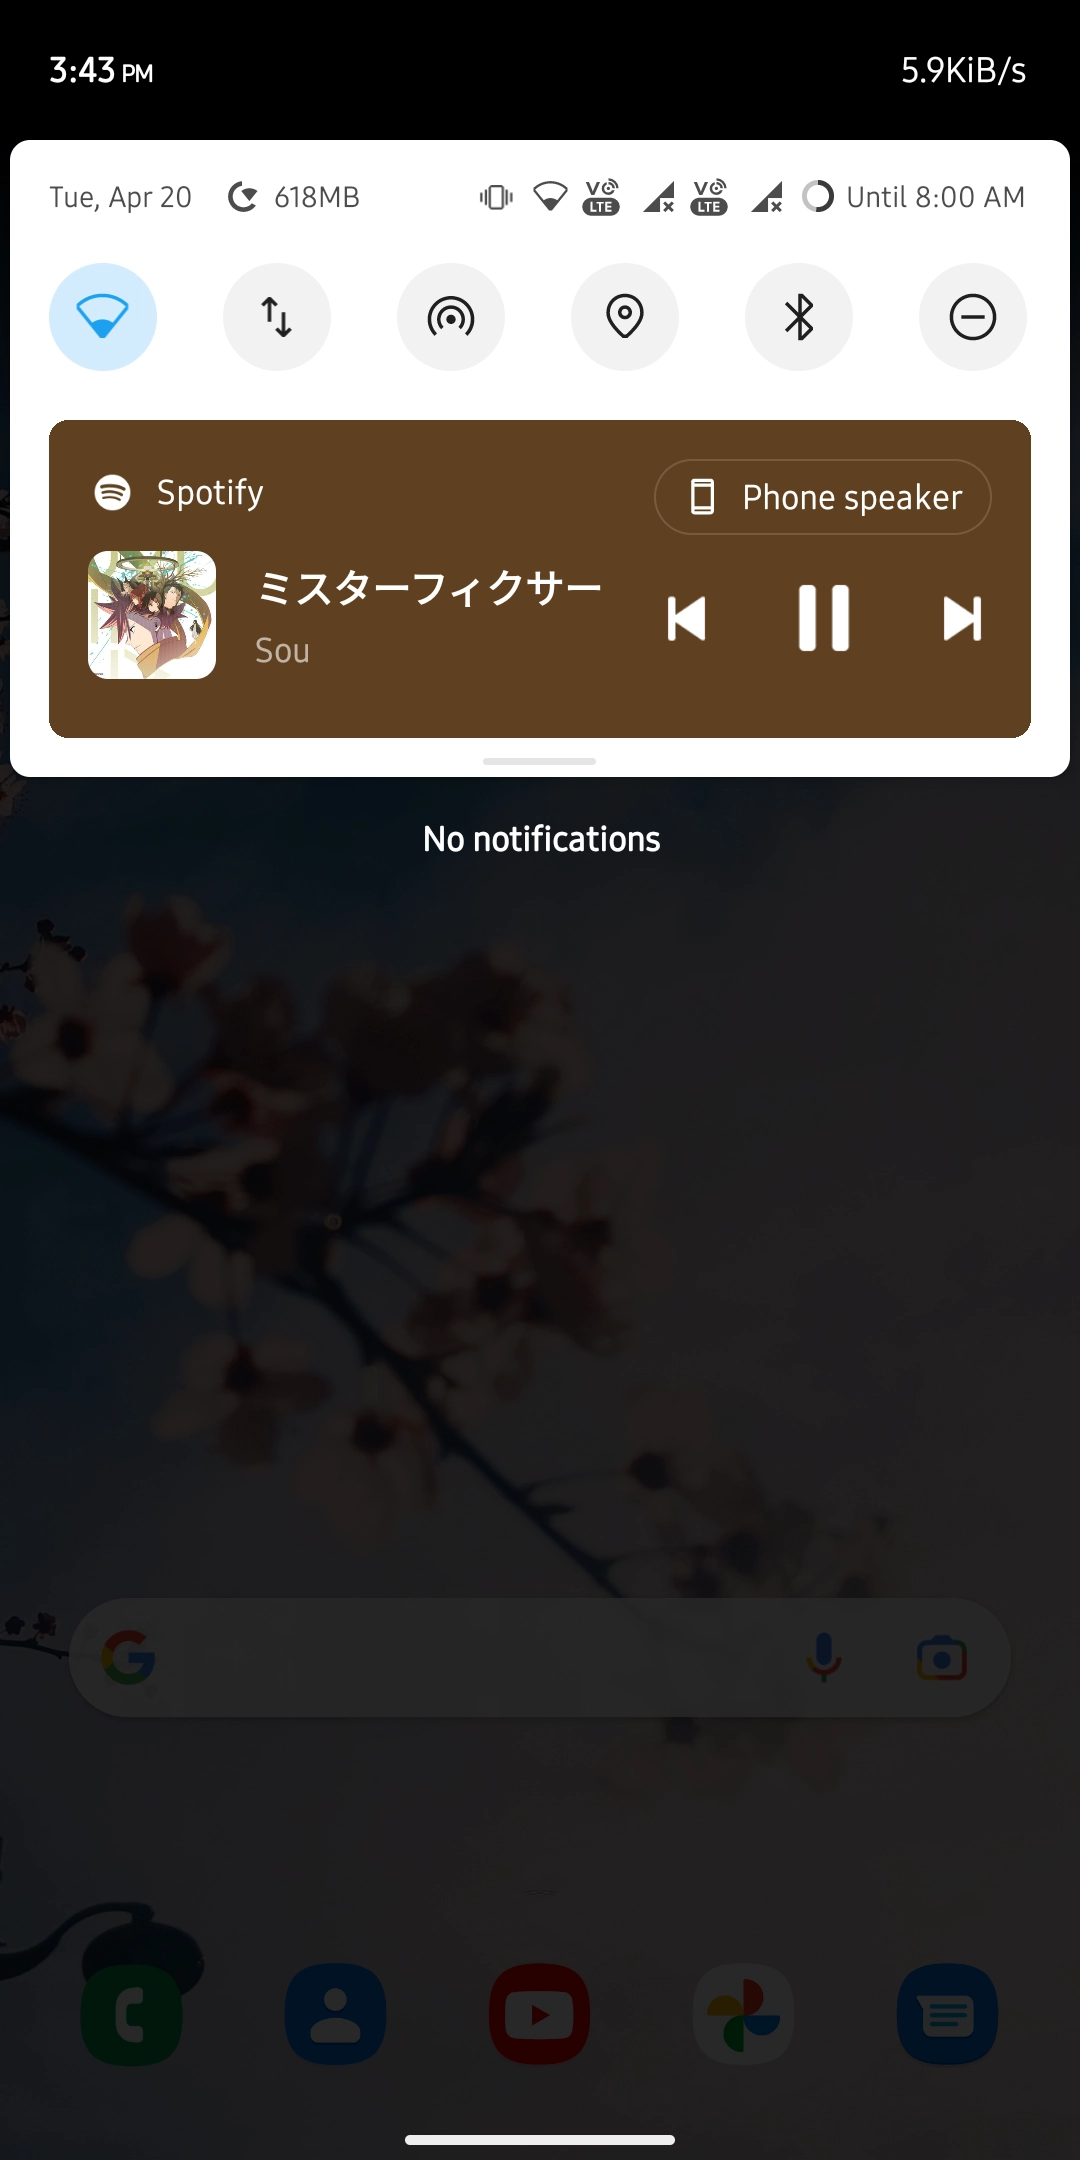 3:43 PM
5.9KiB/s
Tue, Apr 20
618MB
Vo LTE
Vo LTE
Until 8:00 AM
Spotify
Phone speaker
ミスターフィクサー
Sou
No notifications